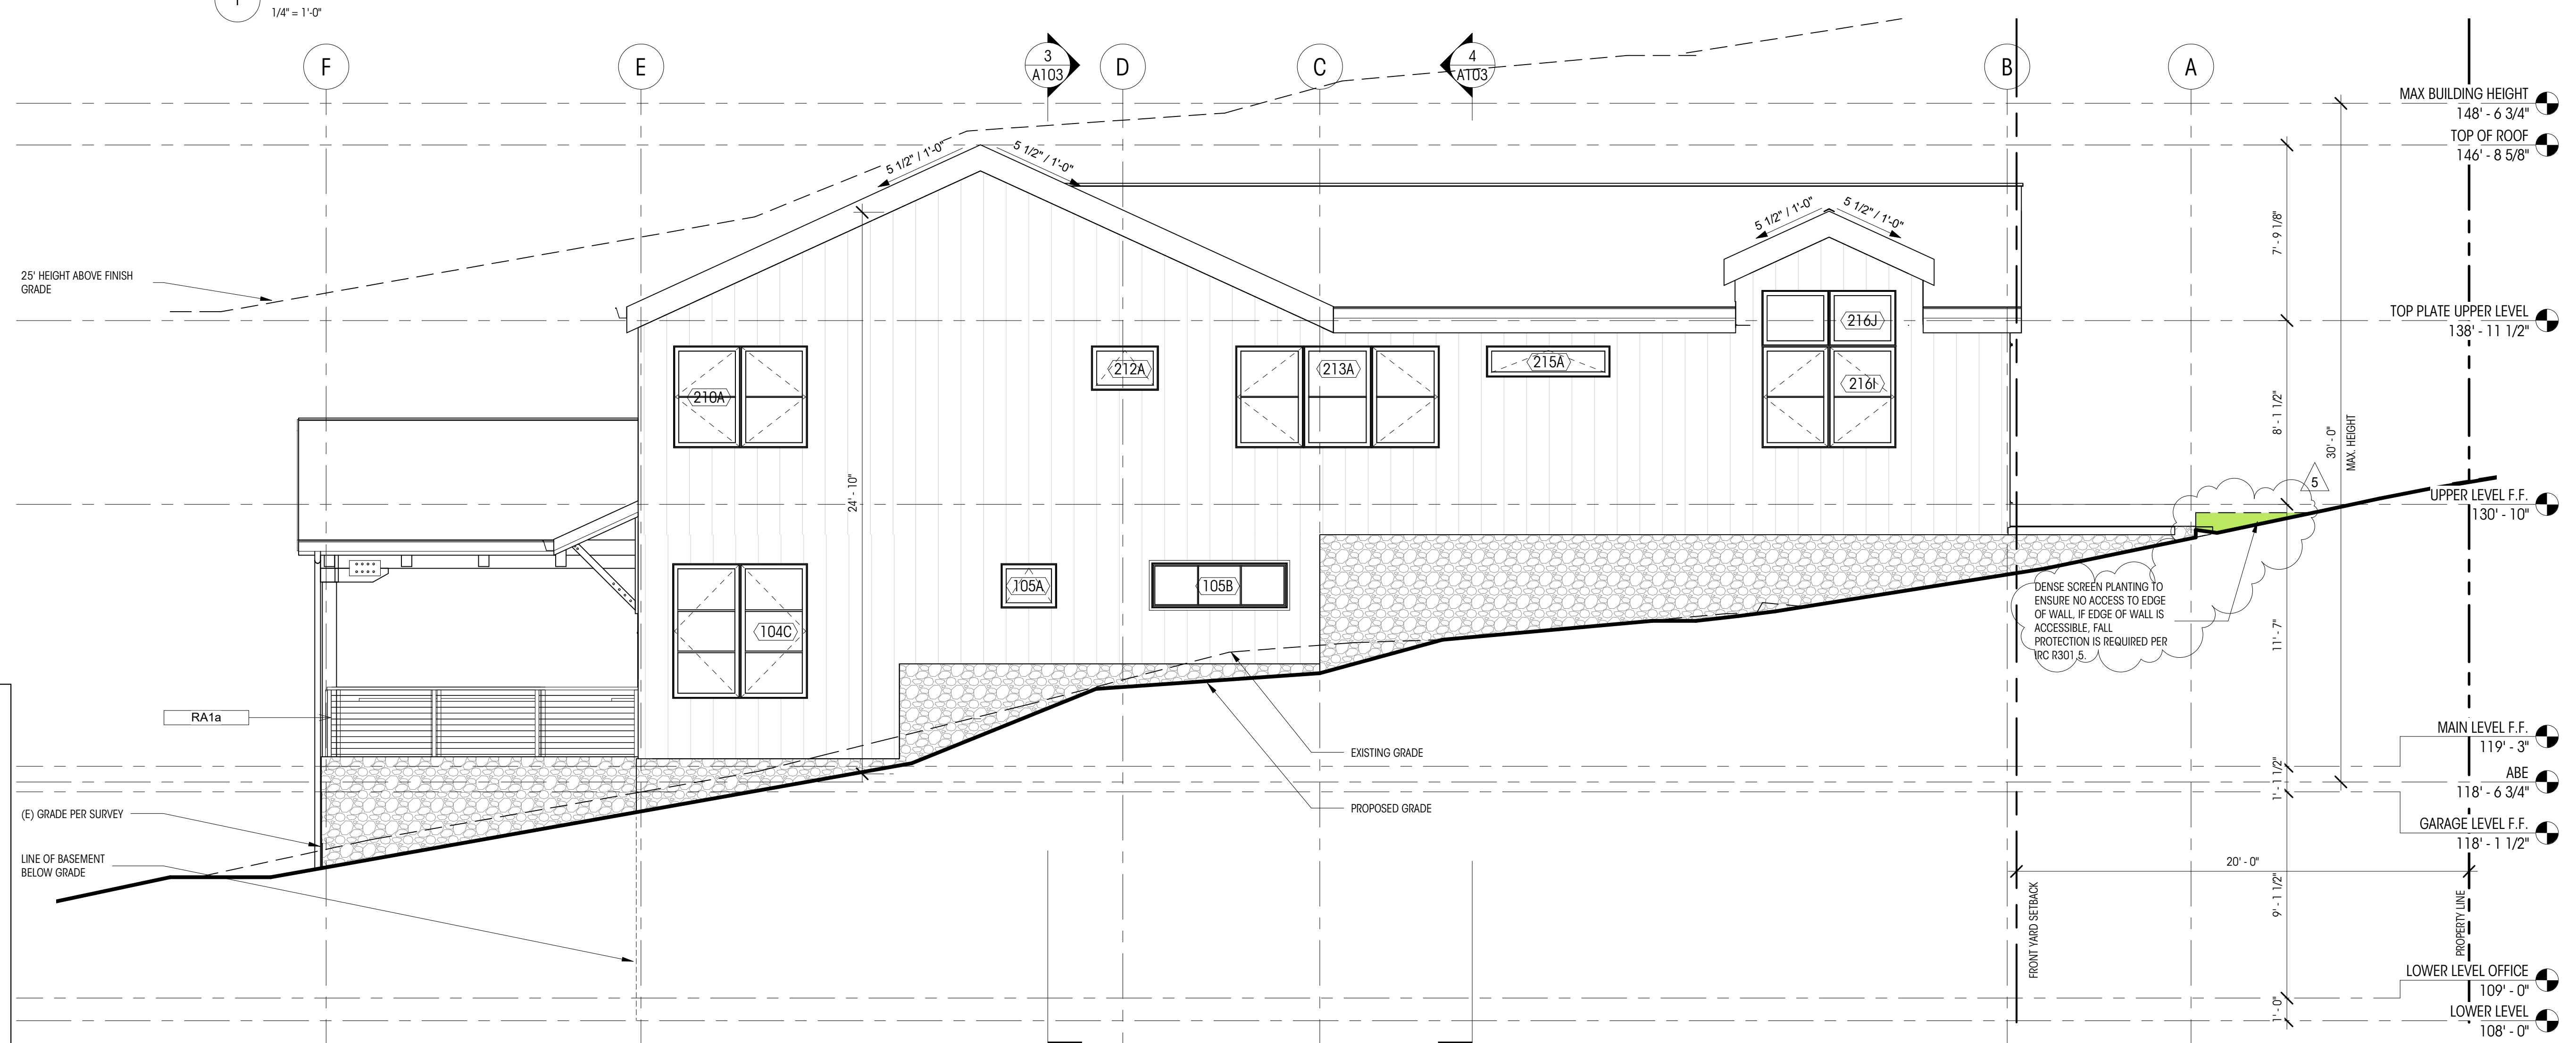 1/4" = 1'-0"
F
E
3
A103
D
C
4
A103
B
A
MAX BUILDING HEIGHT
148' - 6 3/4"
TOP OF ROOF
146' - 8 5/8"
5 1/2" / 1'-0"
5 1/2" / 1'-0"
5 1/2" / 1'-0"
5 1/2" / 1'-0"
7' - 9 1/8"
25' HEIGHT ABOVE FINISH
GRADE
TOP PLATE UPPER LEVEL
138' - 11 1/2"
216J
212A
213A
215A
216I
210A
8' - 1 1/2"
30' - 0"
MAX. HEIGHT
24' - 10"
5
UPPER LEVEL F.F.
130' - 10"
105A
105B
104C
DENSE SCREEN PLANTING TO
ENSURE NO ACCESS TO EDGE
OF WALL, IF EDGE OF WALL IS
ACCESSIBLE, FALL
PROTECTION IS REQUIRED PER
IRC R301.5.
11' - 7"
RA1a
EXISTING GRADE
MAIN LEVEL F.F.
119' - 3"
1' - 1 1/2"
ABE
118' - 6 3/4"
PROPOSED GRADE
(E) GRADE PER SURVEY
GARAGE LEVEL F.F.
118' - 1 1/2"
LINE OF BASEMENT
BELOW GRADE
20' - 0"
9' - 1 1/2"
FRONT YARD SETBACK
PROPERTY LINE
LOWER LEVEL OFFICE
109' - 0"
1' - 0"
LOWER LEVEL
108' - 0"